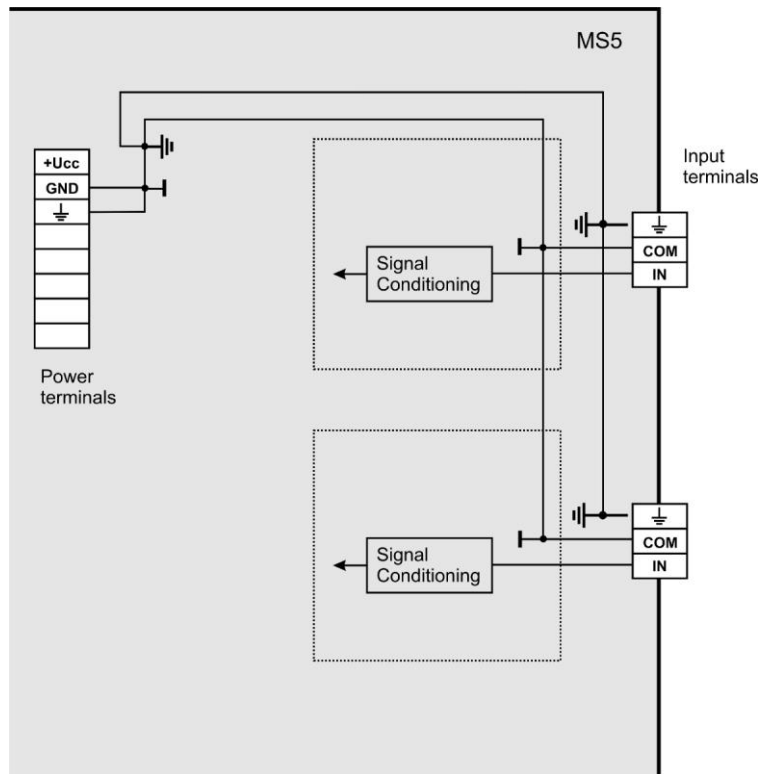 MS5
+Ucc
GND
Power
terminals
Input
terminals
COM
IN
Signal
Conditioning
COM
IN
Signal
Conditioning